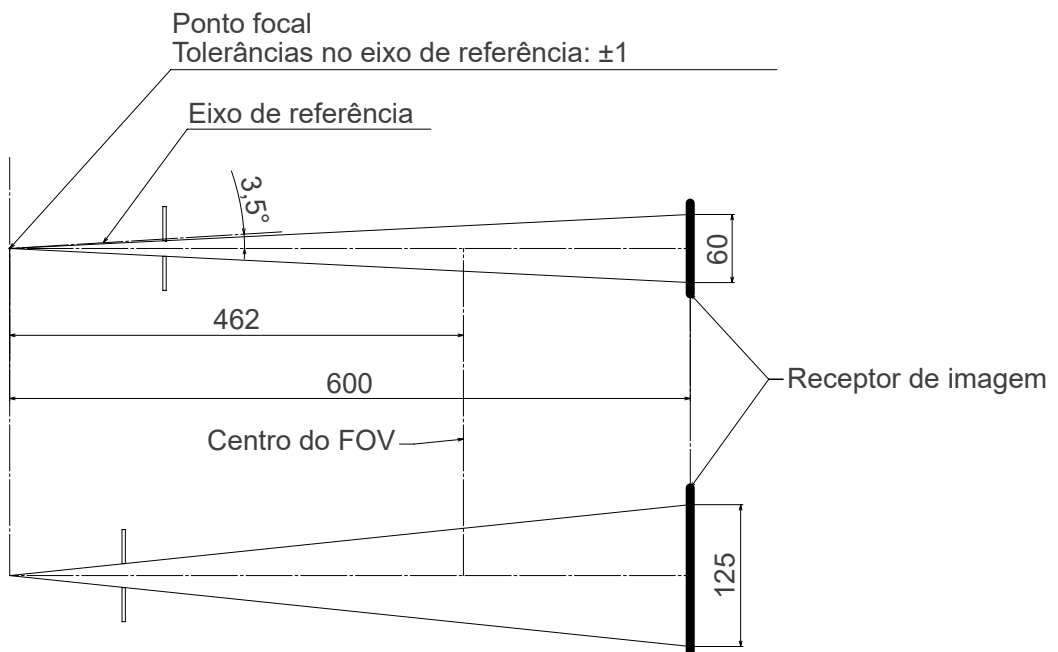 Ponto focal
Tolerâncias no eixo de referência: ±1
Eixo de referência
3,5°
60
462
600
Receptor de imagem
Centro do FOV
125